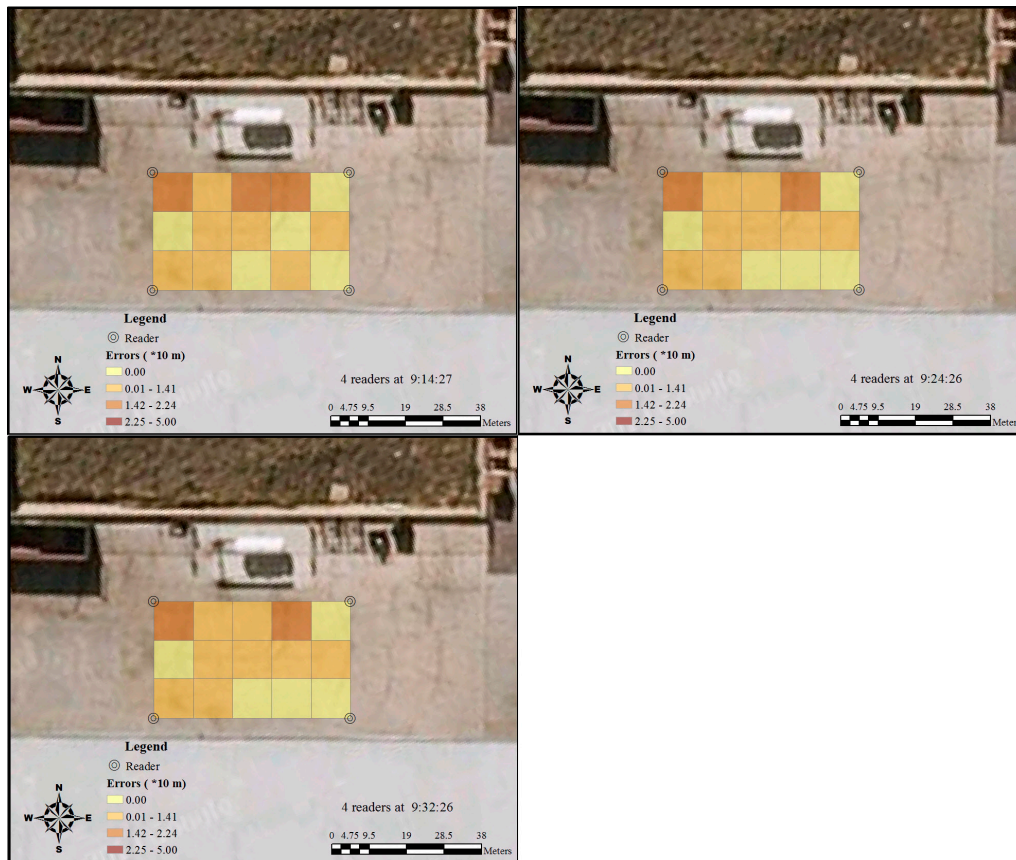 Legend
Reader
Errors ( *10 m)
0.00
0.01 - 1.41
1.42 - 2.24
2.25 - 5.00
N
W E
S
4 readers at 9:14:27
0 4.75 9.5 19 28.5 38
Meters
Legend
Reader
Errors ( *10 m)
0.00
0.01 - 1.41
1.42 - 2.24
2.25 - 5.00
N
W E
S
4 readers at 9:24:26
0 4.75 9.5 19 28.5 38
Meters
Legend
Reader
Errors ( *10 m)
0.00
0.01 - 1.41
1.42 - 2.24
2.25 - 5.00
N
W E
S
4 readers at 9:32:26
0 4.75 9.5 19 28.5 38
Meters